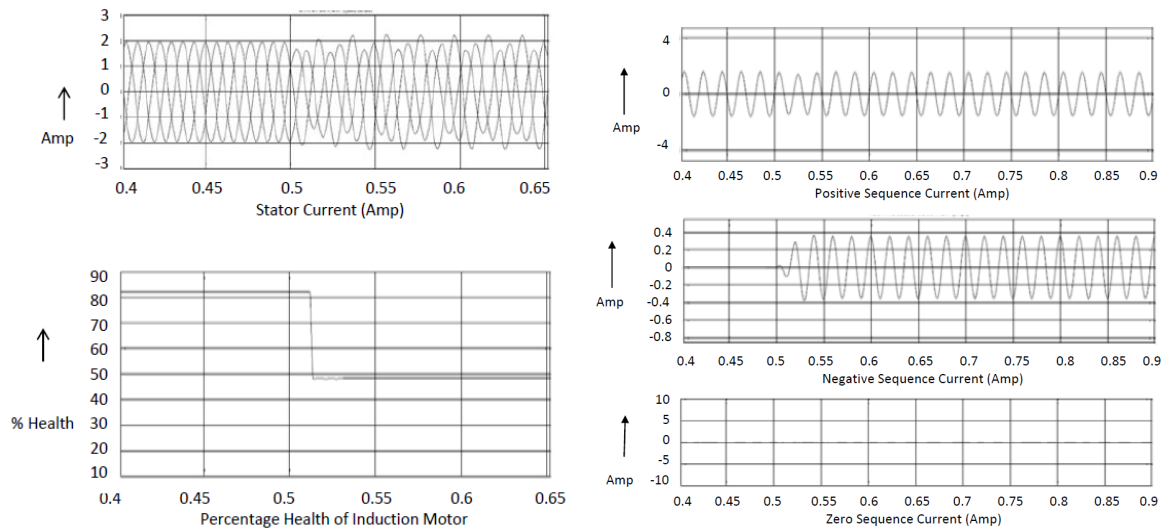 3
2
1
0
-1
-2
-3
Amp
0.4 0.45 0.5 0.55 0.6 0.65
Stator Current (Amp)
90
80
70
60
50
40
30
20
10
% Health
0.4 0.45 0.5 0.55 0.6 0.65
Percentage Health of Induction Motor
4
0
-4
Amp
0.4 0.45 0.5 0.55 0.6 0.65 0.7 0.75 0.8 0.85 0.9
Positive Sequence Current (Amp)
0.4
0.2
0
-0.2
-0.4
-0.6
-0.8
Amp
0.4 0.45 0.5 0.55 0.6 0.65 0.7 0.75 0.8 0.85 0.9
Negative Sequence Current (Amp)
10
5
0
-5
-10
Amp
0.4 0.45 0.5 0.55 0.6 0.65 0.7 0.75 0.8 0.85 0.9
Zero Sequence Current (Amp)